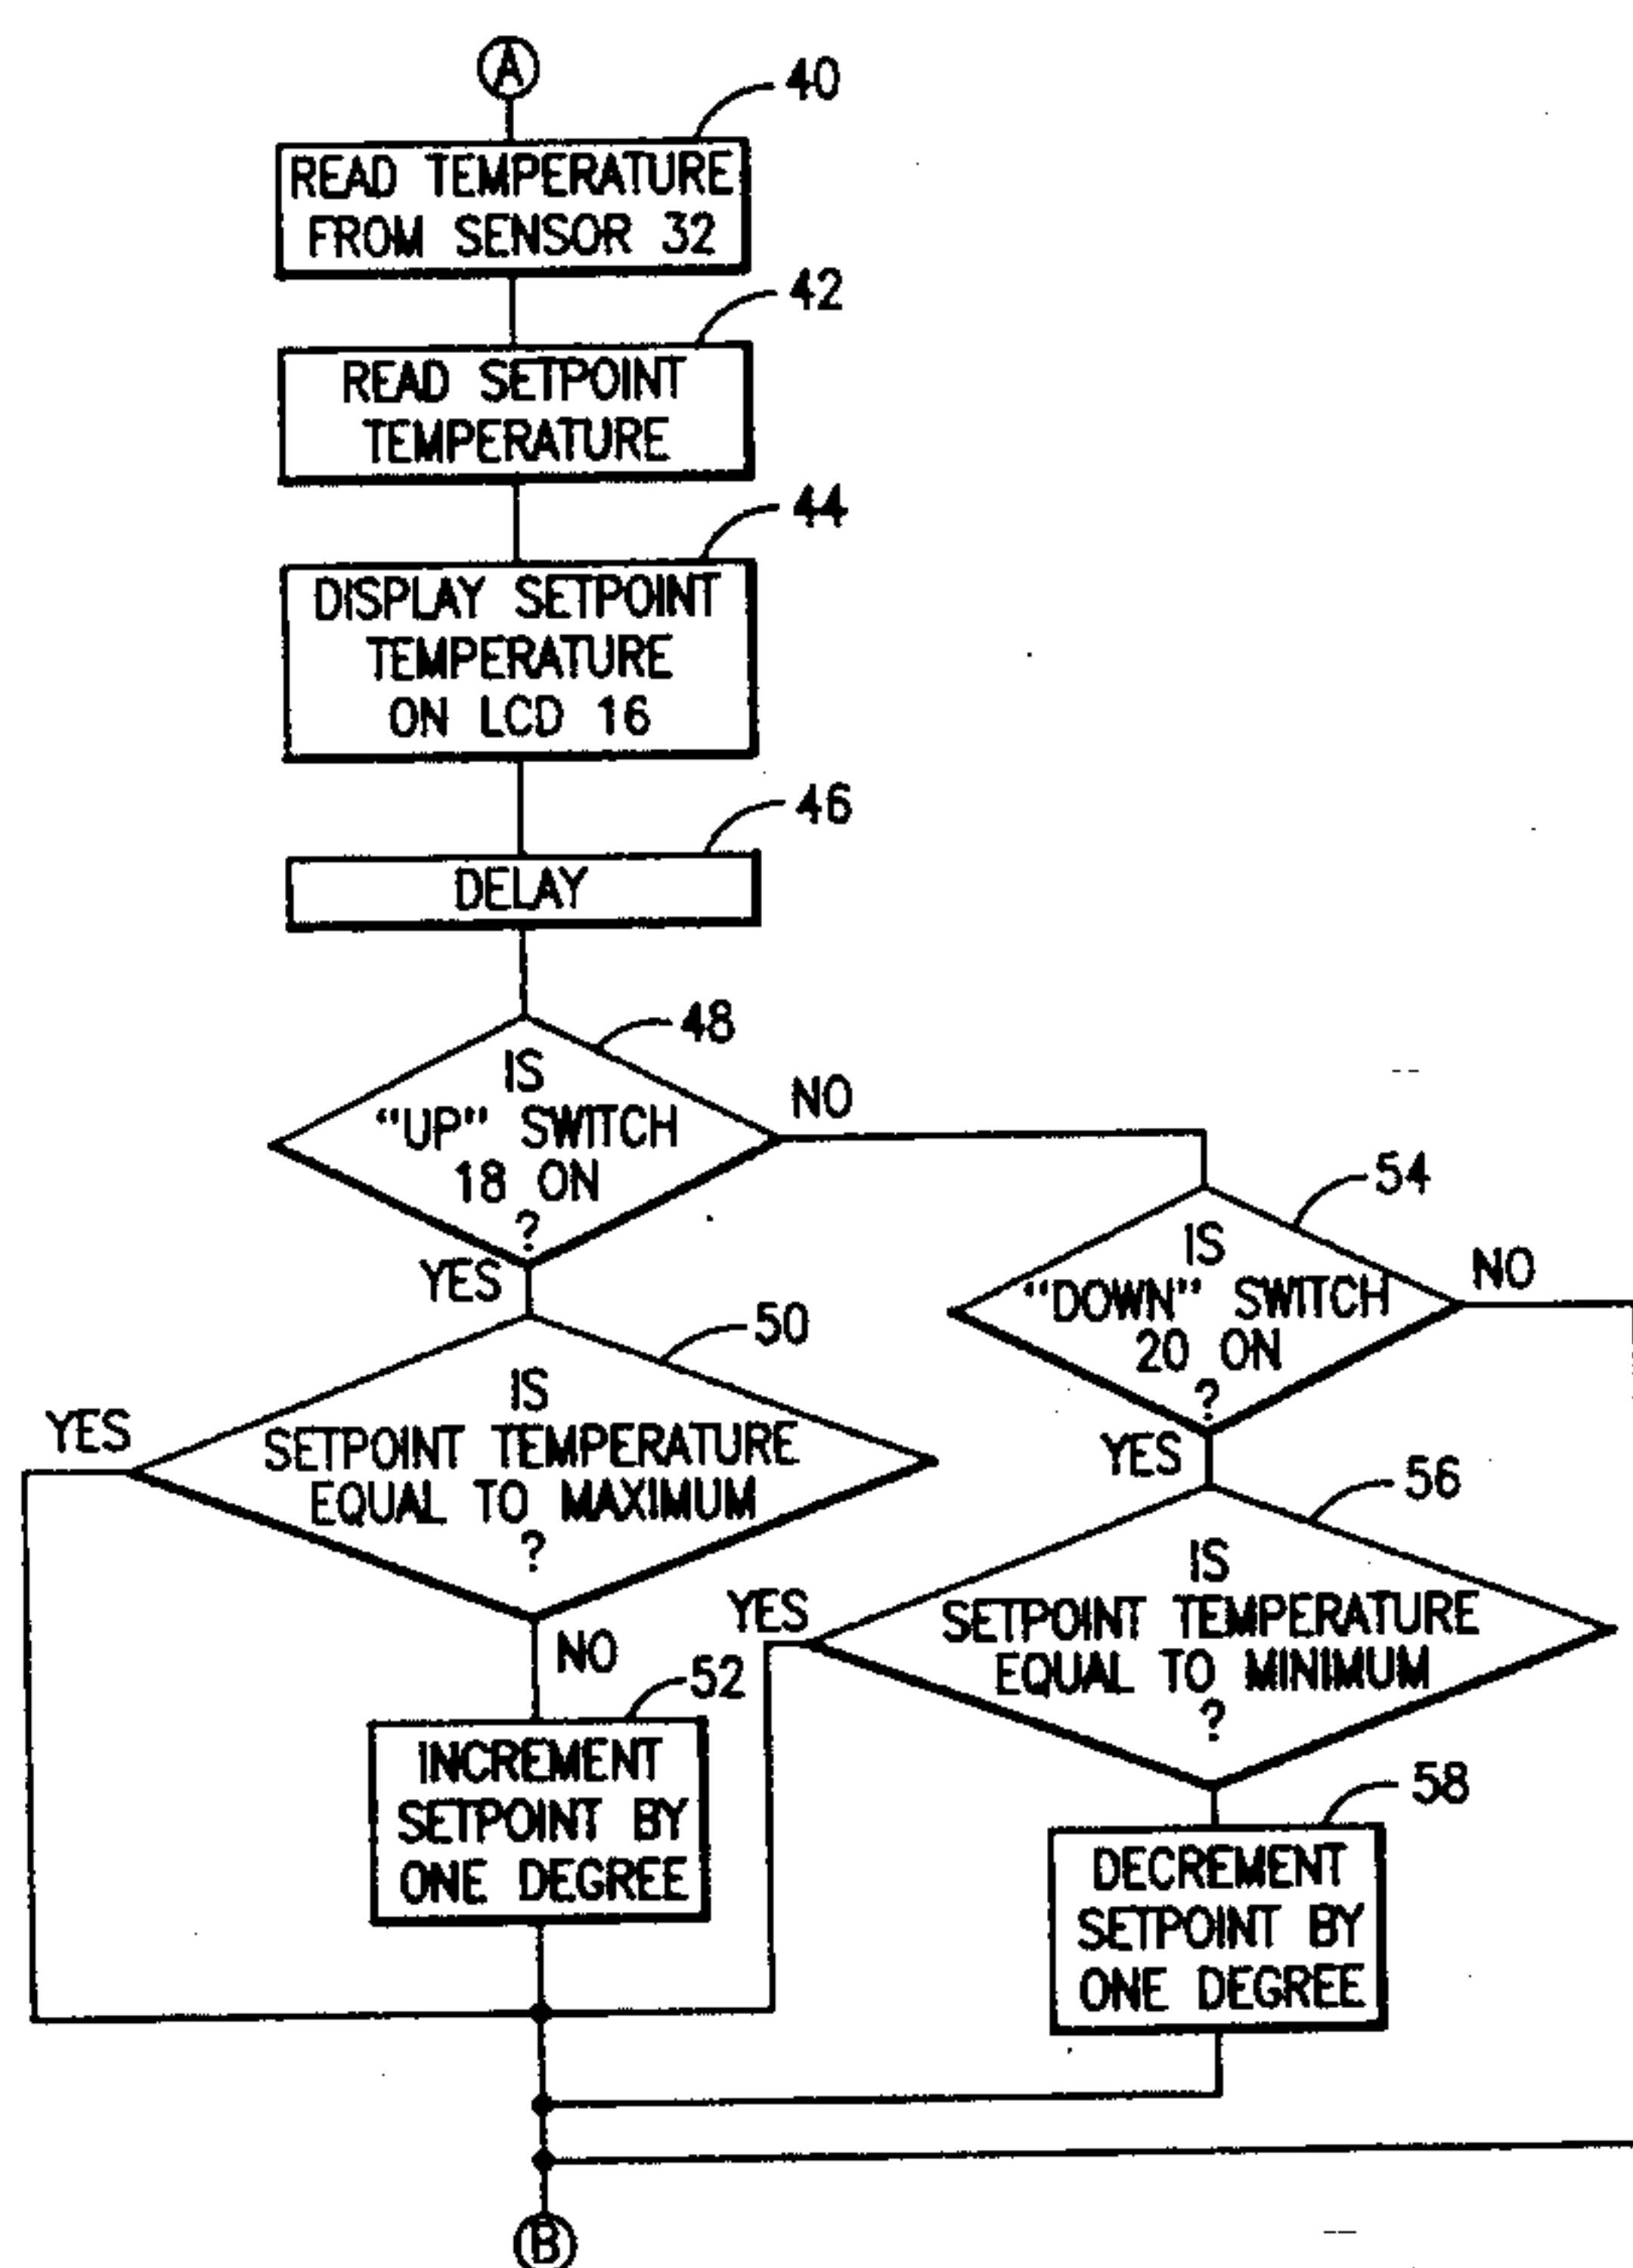 A
40
READ TEMPERATURE
FROM SENSOR 32
42
READ SETPOINT
TEMPERATURE
44
DISPLAY SETPOINT
TEMPERATURE
ON LCD 16
46
DELAY
48
IS
"UP" SWITCH
18 ON
?
NO
YES
54
IS
"DOWN" SWITCH
20 ON
?
NO
YES
50
IS
SETPOINT TEMPERATURE
EQUAL TO MAXIMUM
?
YES
NO
56
IS
SETPOINT TEMPERATURE
EQUAL TO MINIMUM
?
YES
52
INCREMENT
SETPOINT BY
ONE DEGREE
58
DECREMENT
SETPOINT BY
ONE DEGREE
B